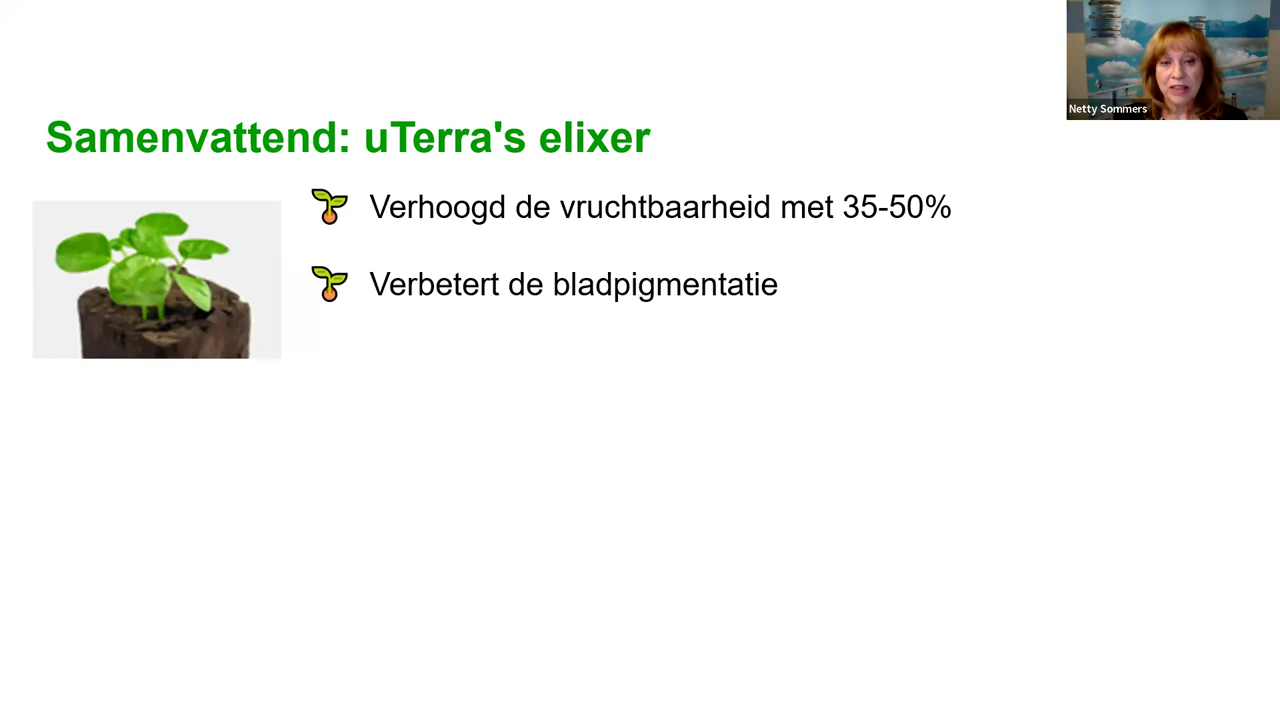 Netty Sommers
Samenvattend: uTerra's elixer
Verhoogd de vruchtbaarheid met 35-50%
Verbetert de bladpigmentatie